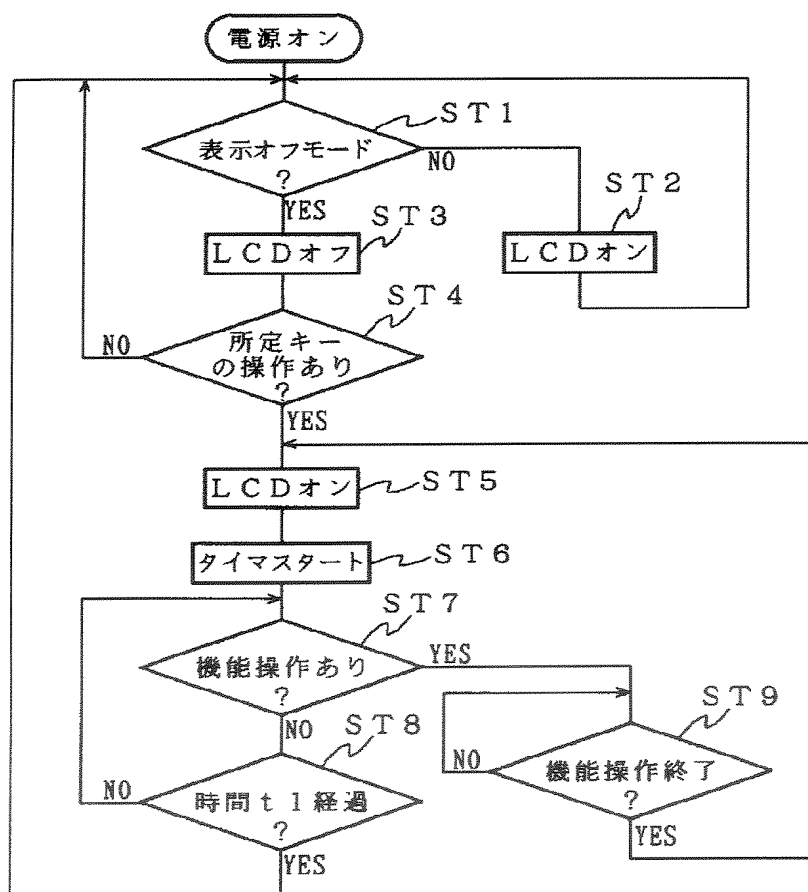 電源オン
表示オフモード
?
ST1
NO
YES
ST2
LCDオン
ST3
LCDオフ
ST4
所定キー
の操作あり
?
NO
YES
LCDオン
ST5
タイマスタート
ST6
ST7
機能操作あり
?
YES
NO
ST8
時間t1経過
?
NO
YES
ST9
機能操作終了
?
NO
YES